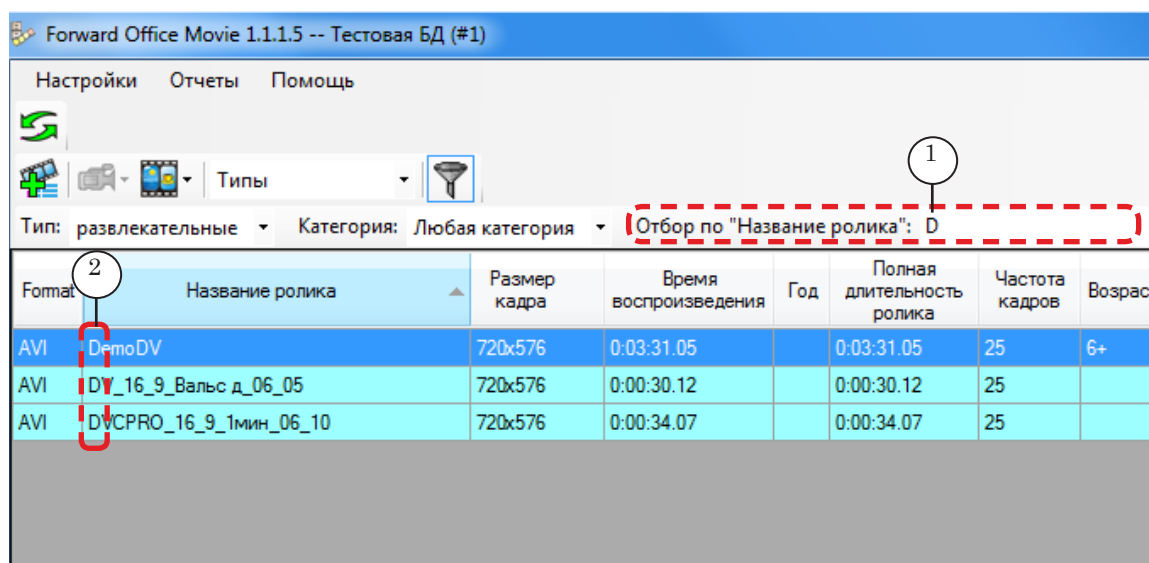 Forward Office Movie 1.1.1.5 -- Тестовая БД (#1)
Настройки Отчеты Помощь
1
Типы
Тип: развлекательные Категория: Любая категория Отбор по "Название ролика": D
2
Format Название ролика Размер кадра Время воспроизведения Год Полная длительность ролика Частота кадров Возрас
AVI DemoDV 720x576 0:03:31.05 0:03:31.05 25 6+
AVI DV_16_9_Вальс д_06_05 720x576 0:00:30.12 0:00:30.12 25
AVI DVCPRO_16_9_1мин_06_10 720x576 0:00:34.07 0:00:34.07 25